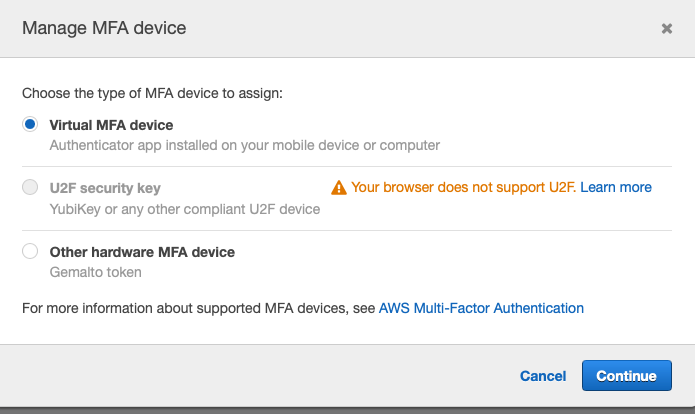 Manage MFA device
Choose the type of MFA device to assign:
Virtual MFA device
Authenticator app installed on your mobile device or computer
U2F security key
Your browser does not support U2F. Learn more
YubiKey or any other compliant U2F device
Other hardware MFA device
Gemalto token
For more information about supported MFA devices, see AWS Multi-Factor Authentication
Cancel
Continue